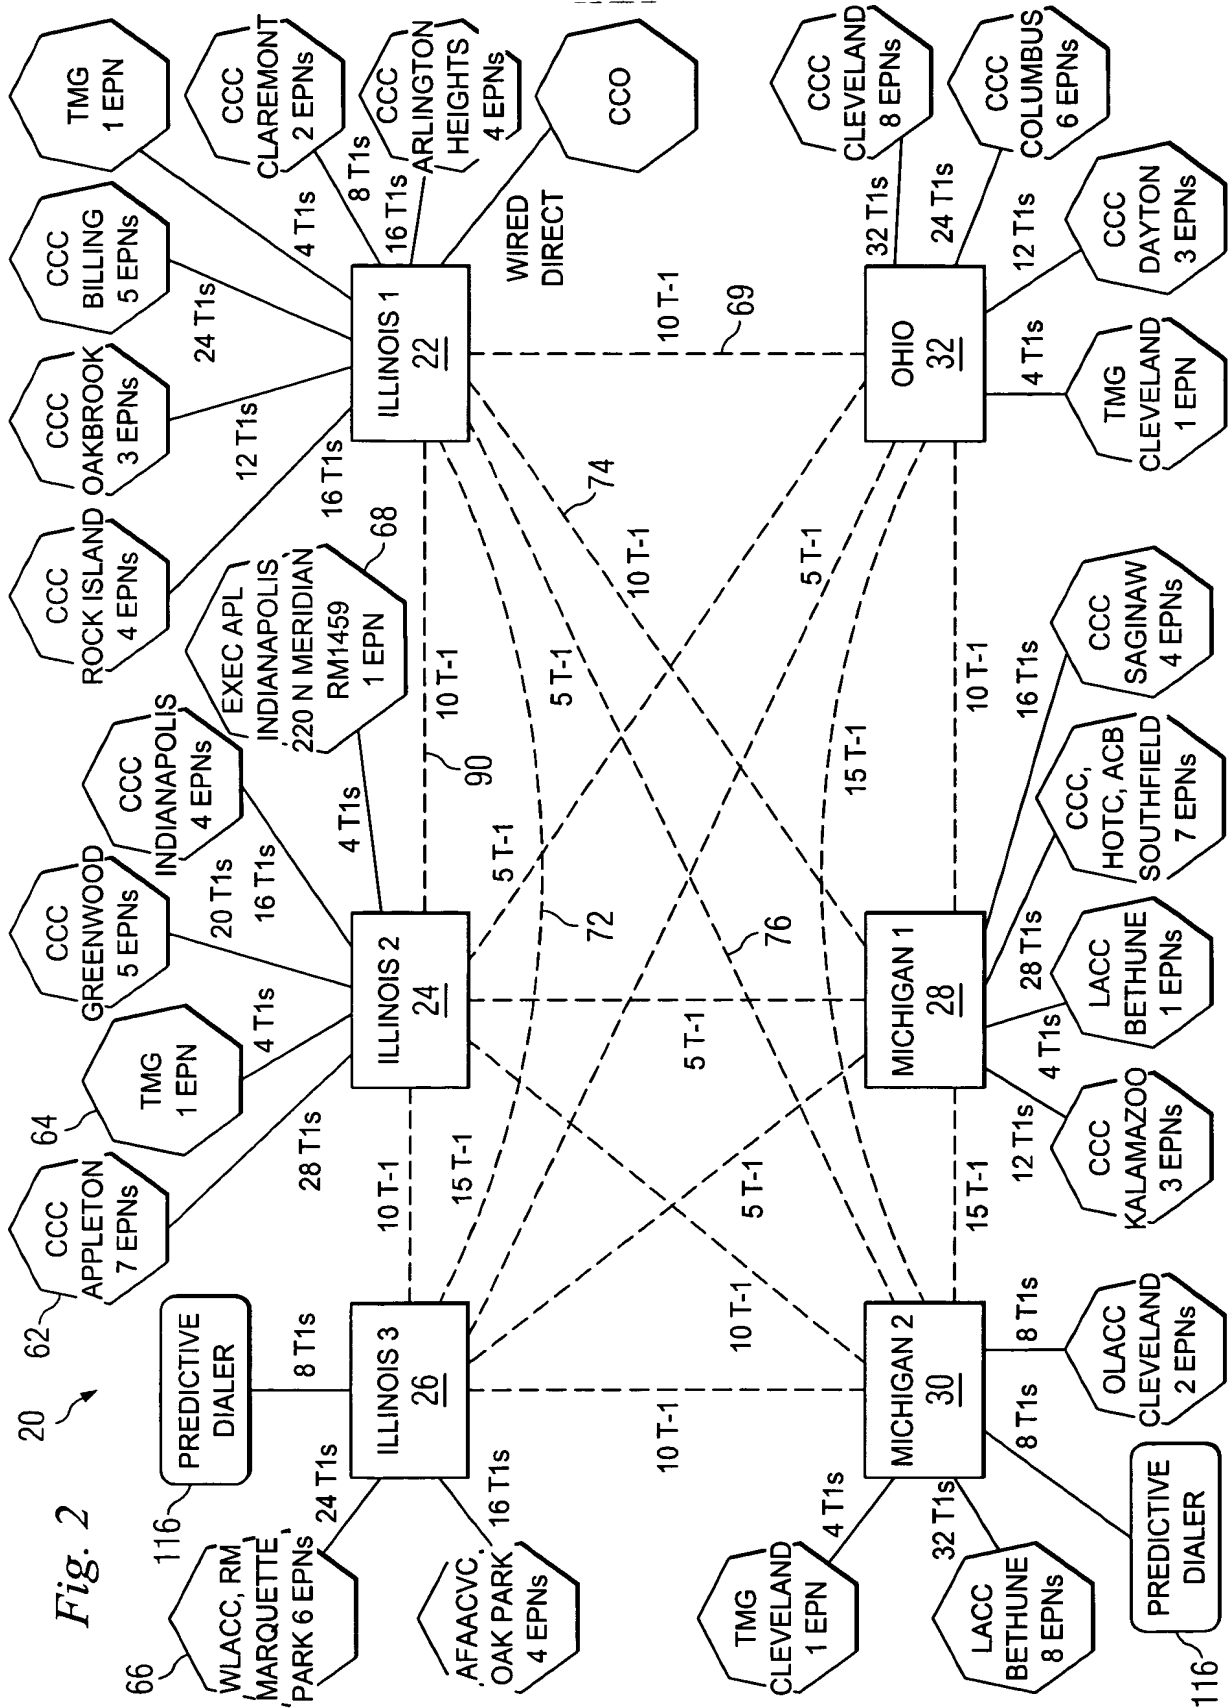 Fig. 2
20
116
PREDICTIVE
DIALER
8 T1s
66
WLACC, RM
MARQUETTE
PARK 6 EPNs
24 T1s
AFAACVC
OAK PARK
4 EPNs
16 T1s
ILLINOIS 3
26
62
CCC
APPLETON
7 EPNs
28 T1s
64
TMG
1 EPN
4 T1s
CCC
GREENWOOD
5 EPNs
20 T1s
CCC
INDIANAPOLIS
4 EPNs
16 T1s
EXEC APL
INDIANAPOLIS
220 N MERIDIAN
RM1459
1 EPN
68
4 T1s
ILLINOIS 2
24
CCC
ROCK ISLAND
4 EPNs
16 T1s
CCC
OAKBROOK
3 EPNs
12 T1s
CCC
BILLING
5 EPNs
24 T1s
TMG
1 EPN
4 T1s
CCC
CLAREMONT
2 EPNs
8 T1s
CCC
ARLINGTON
HEIGHTS
4 EPNs
16 T1s
CCO
WIRED
DIRECT
ILLINOIS 1
22
10 T-1
15 T-1
10 T-1
90
5 T-1
72
5 T-1
10 T-1
74
10 T-1
69
10 T-1
10 T-1
5 T-1
5 T-1
76
15 T-1
5 T-1
15 T-1
10 T-1
TMG
CLEVELAND
1 EPN
4 T1s
LACC
BETHUNE
8 EPNs
32 T1s
MICHIGAN 2
30
PREDICTIVE
DIALER
116
8 T1s
OLACC
CLEVELAND
2 EPNs
8 T1s
MICHIGAN 1
28
CCC
KALAMAZOO
3 EPNs
12 T1s
LACC
BETHUNE
1 EPNs
4 T1s
CCC,
HOTC, ACB
SOUTHFIELD
7 EPNs
28 T1s
CCC
SAGINAW
4 EPNs
16 T1s
OHIO
32
TMG
CLEVELAND
1 EPN
4 T1s
CCC
DAYTON
3 EPNs
12 T1s
CCC
COLUMBUS
6 EPNs
24 T1s
CCC
CLEVELAND
8 EPNs
32 T1s